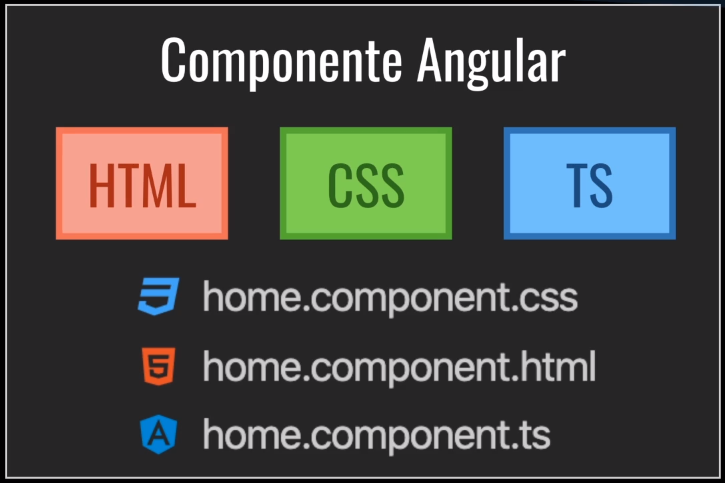 Componente Angular
HTML CSS TS
home.component.css
home.component.html
home.component.ts